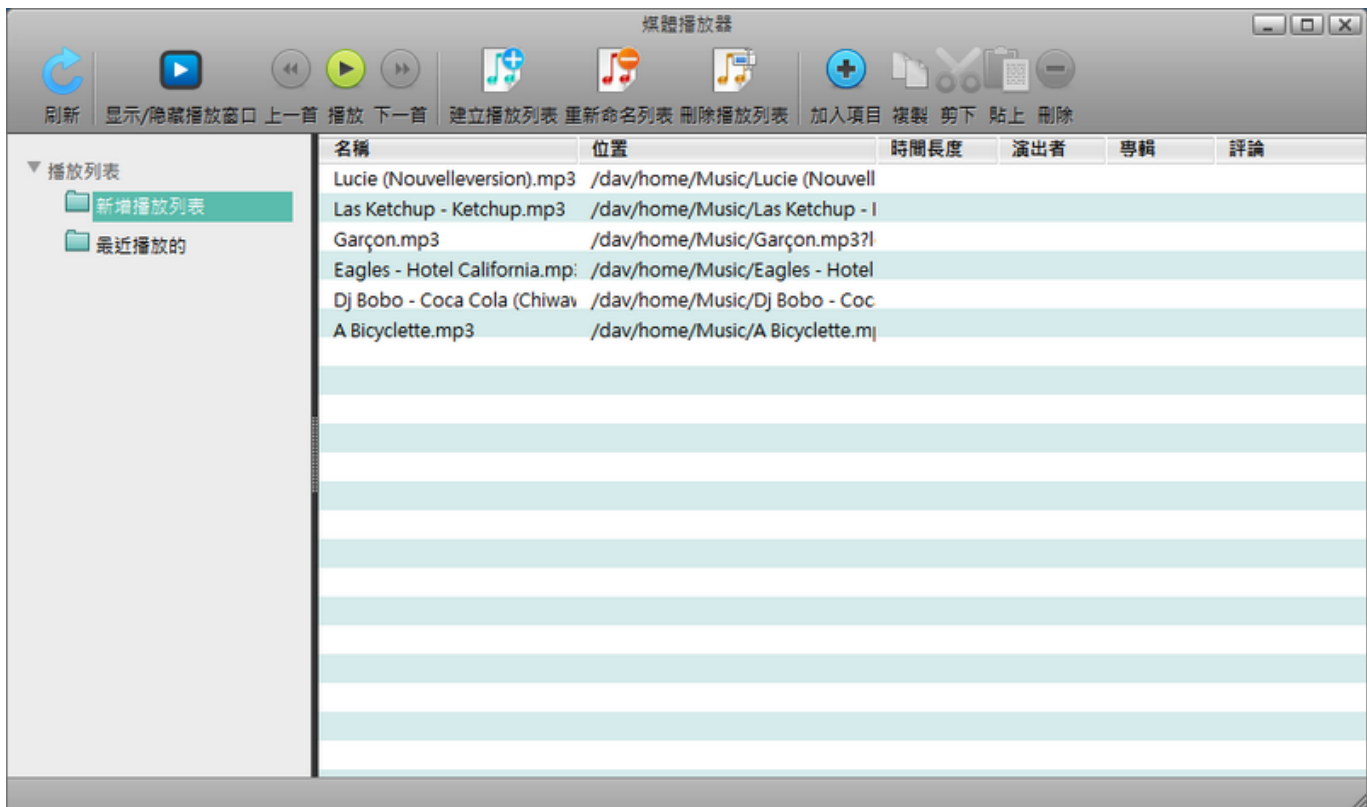 媒體播放器
刷新 显示/隐藏播放窗口 上一首 播放 下一首 建立播放列表 重新命名列表 刪除播放列表 加入項目 複製 剪下 貼上 刪除
播放列表
新增播放列表
最近播放的
名稱 位置 時間長度 演出者 專輯 評論
Lucie (Nouvelleversion).mp3 /dav/home/Music/Lucie (Nouvell
Las Ketchup - Ketchup.mp3 /dav/home/Music/Las Ketchup -
Garçon.mp3 /dav/home/Music/Garçon.mp3?l
Eagles - Hotel California.mp /dav/home/Music/Eagles - Hotel
Dj Bobo - Coca Cola (Chiwav /dav/home/Music/Dj Bobo - Coc
A Bicyclette.mp3 /dav/home/Music/A Bicyclette.m